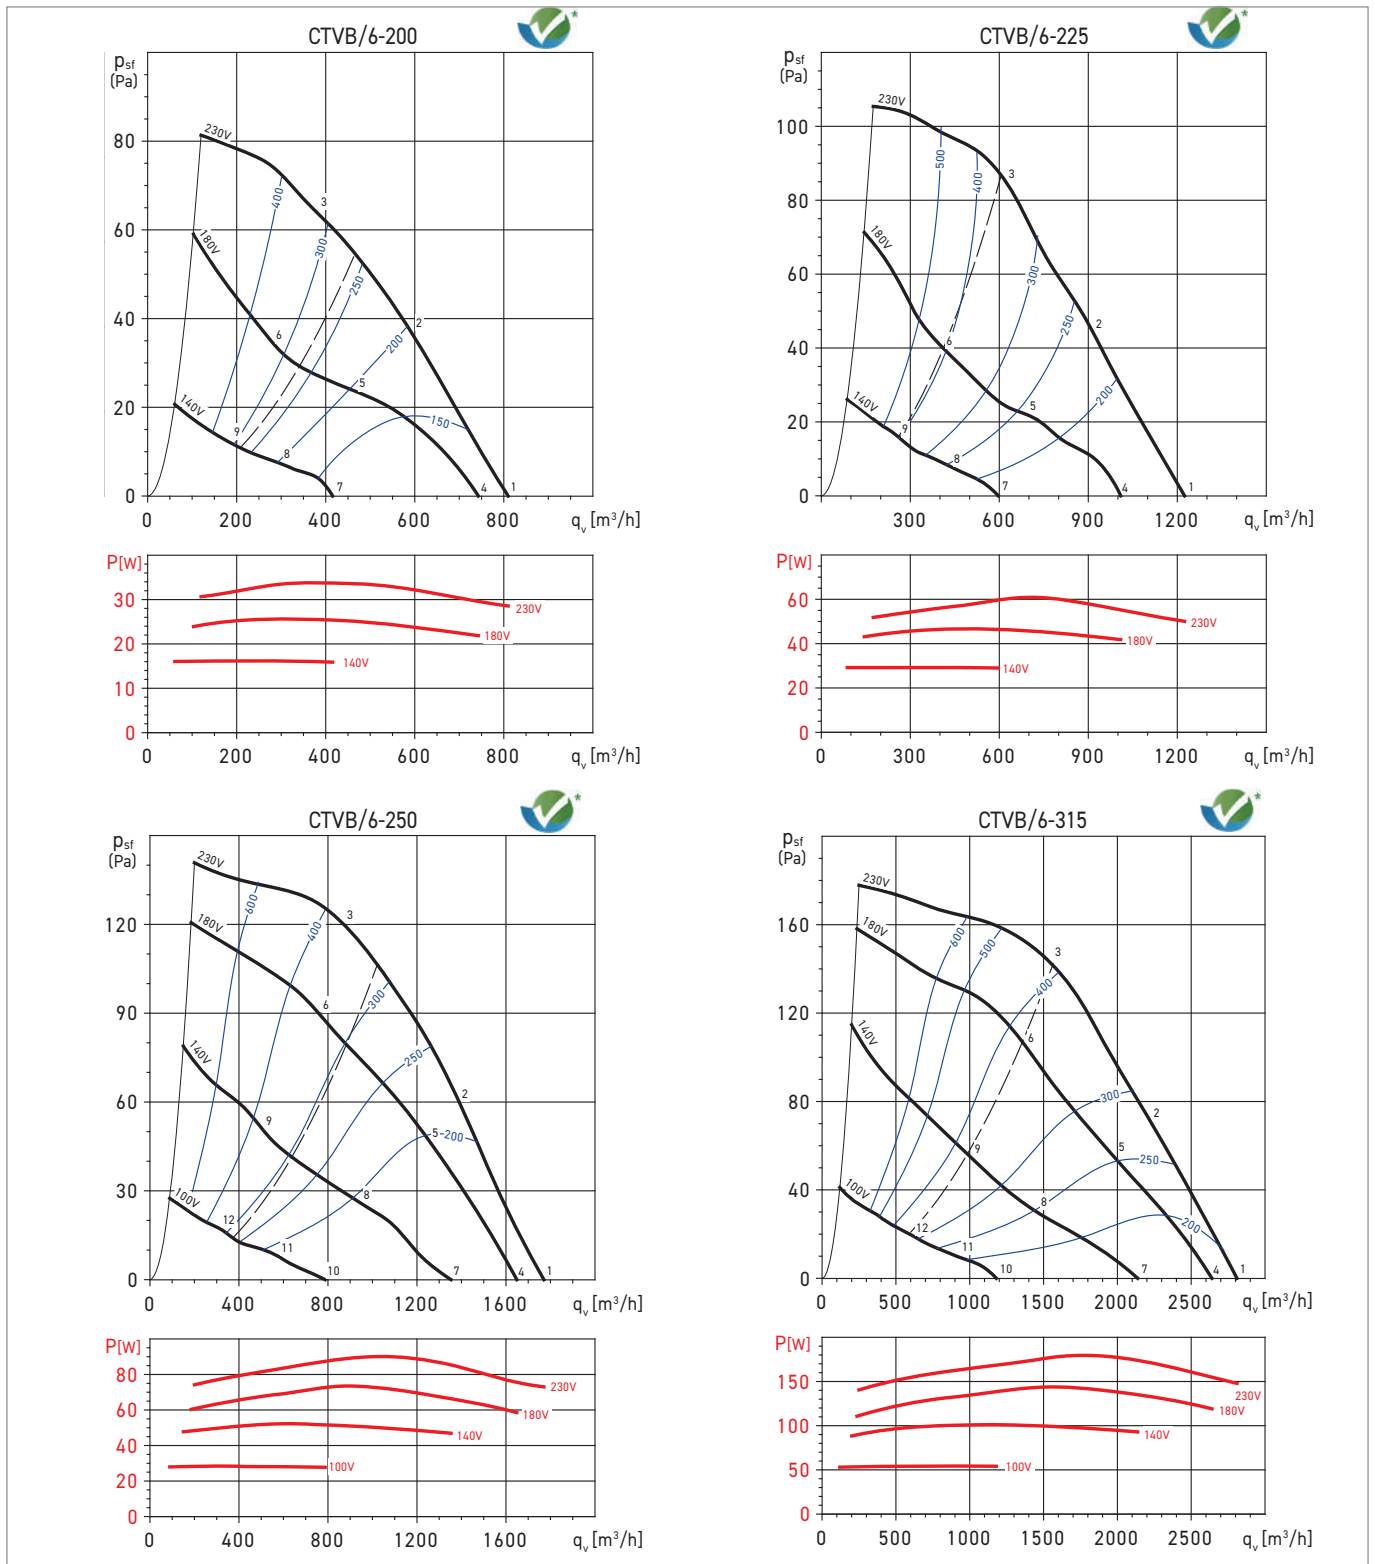 CTVB/6-200
*
psf
(Pa)
230V
80
400
3
60
300
180V
250
40
6
2
200
5
20
140V
150
9
8
7
4
1
0
0 200 400 600 800 qv [m³/h]
P[W]
30
230V
20
180V
140V
10
0
0 200 400 600 800 qv [m³/h]
CTVB/6-225
*
psf
(Pa)
230V
100
500
400
3
80
180V
60
300
250
2
40
6
200
140V
5
20
9
8
7
4
1
0
300 600 900 1200 qv [m³/h]
P[W]
60
230V
40
180V
140V
20
0
0 300 600 900 1200 qv [m³/h]
CTVB/6-250
*
psf
(Pa)
230V
600
400
3
120
180V
6
300
90
140V
250
60
2
9
5-200
30
100V
8
12
11
10
7
4
1
0
0 400 800 1200 1600 qv [m³/h]
P[W]
80
230V
60
180V
40
140V
20
100V
0
0 400 800 1200 1600 qv [m³/h]
CTVB/6-315
*
psf
(Pa)
230V
160
180V
600
500
3
400
120
140V
6
80
300
2
9
5
250
40
100V
8
200
12
11
10
7
4
1
0
0 500 1000 1500 2000 2500 qv [m³/h]
P[W]
150
230V
180V
100
140V
50
100V
0
0 500 1000 1500 2000 2500 qv [m³/h]